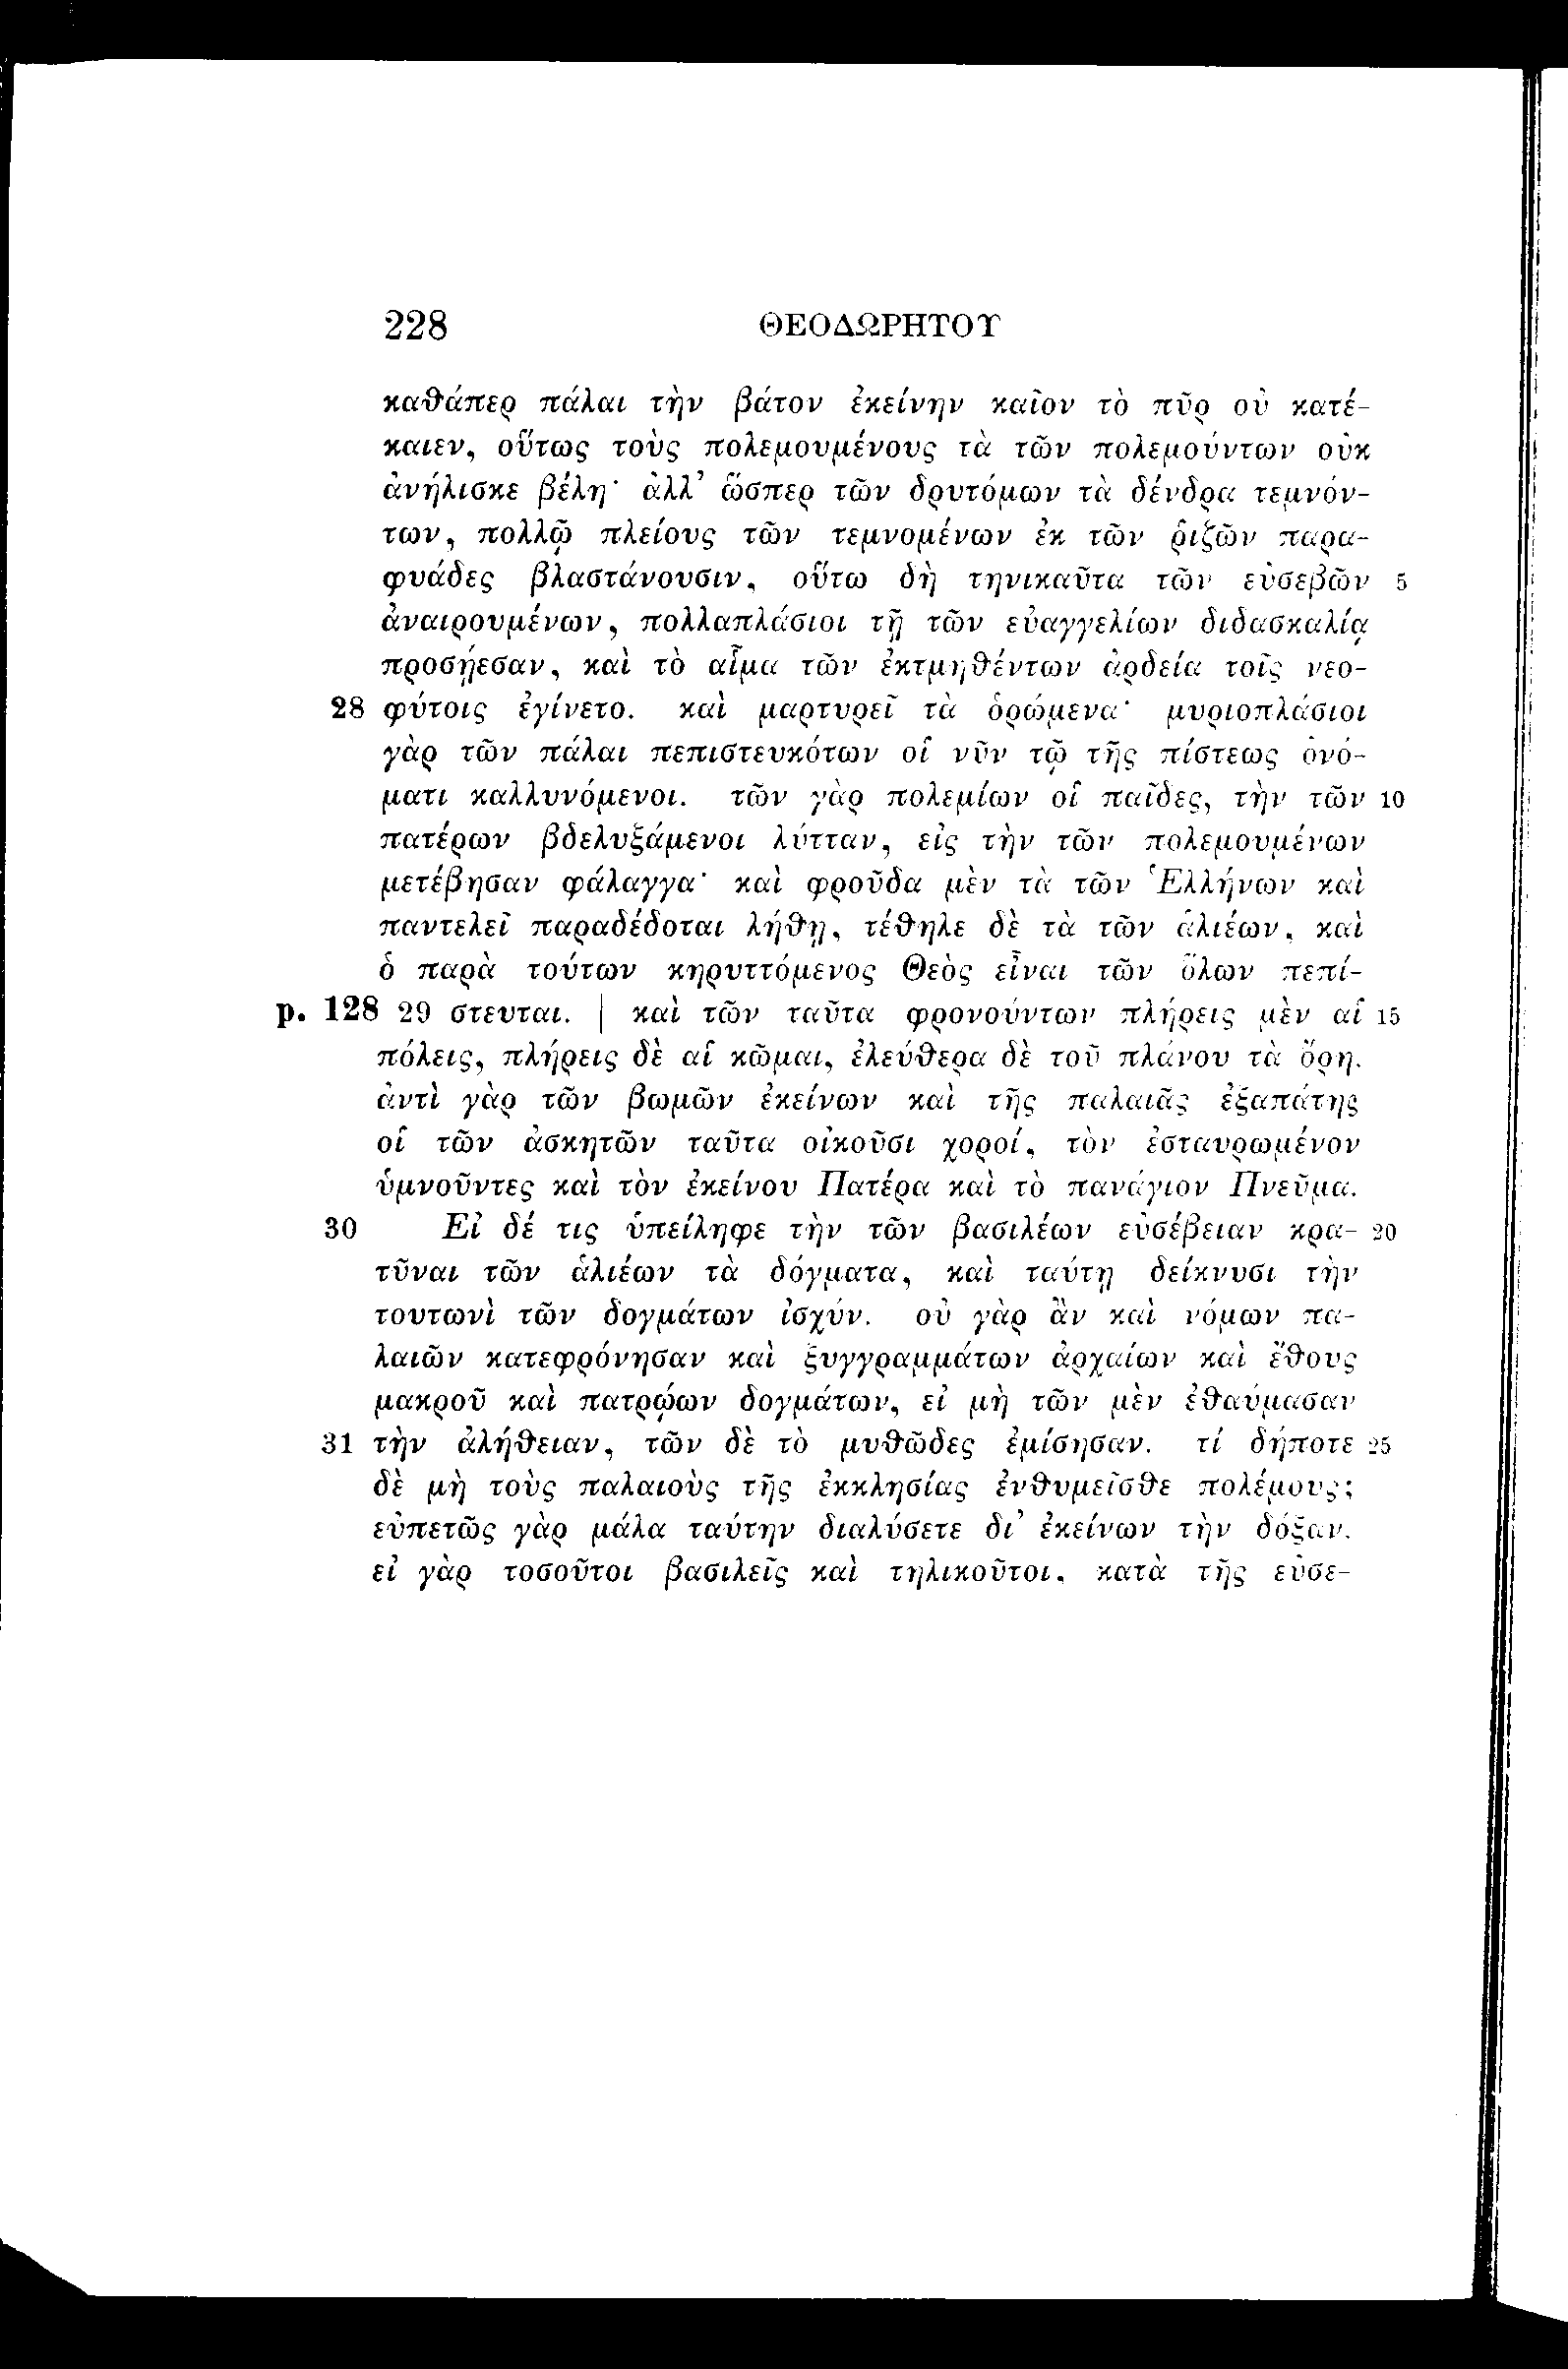 228 ΘΕΟΔΩΡΗΤΟΥ
καθάπερ πάλαι τὴν βάτον ἐκείνην καῖον τὸ πῦρ οὐ κατέ-
καιεν, οὕτως τοὺς πολεμουμένους τὰ τῶν πολεμούντων οὐκ
ἀνήλισκε βέλη· ἀλλ’ ὥσπερ τῶν δρυτόμων τὰ δένδρα τεμνόν-
των, πολλῷ πλείους τῶν τεμνομένων ἐκ τῶν ῥιζῶν παρα-
φυάδες βλαστάνουσιν, οὕτω δὴ τηνικαῦτα τῶν εὐσεβῶν 5
ἀναιρουμένων, πολλαπλάσιοι τῇ τῶν εὐαγγελίων διδασκαλίᾳ
προσῄεσαν, καὶ τὸ αἷμα τῶν ἐκτμηθέντων ἀρδεία τοῖς νεο-
28 φύτοις ἐγίνετο. καὶ μαρτυρεῖ τὰ ὁρώμενα· μυριοπλάσιοι
γὰρ τῶν πάλαι πεπιστευκότων οἱ νῦν τῷ τῆς πίστεως ὀνό-
ματι καλλυνόμενοι. τῶν γὰρ πολεμίων οἱ παῖδες, τὴν τῶν 10
πατέρων βδελυξάμενοι λύτταν, εἰς τὴν τῶν πολεμουμένων
μετέβησαν φάλαγγα· καὶ φροῦδα μὲν τὰ τῶν Ἑλλήνων καὶ
παντελεῖ παραδέδοται λήθῃ, τέθηλε δὲ τὰ τῶν ἁλιέων, καὶ
ὁ παρὰ τούτων κηρυττόμενος Θεὸς εἶναι τῶν ὅλων πεπί-
p. 128 29 στευται. | καὶ τῶν ταῦτα φρονούντων πλήρεις μὲν αἱ 15
πόλεις, πλήρεις δὲ αἱ κῶμαι, ἐλεύθερα δὲ τοῦ πλάνου τὰ ὄρη.
ἀντὶ γὰρ τῶν βωμῶν ἐκείνων καὶ τῆς παλαιᾶς ἐξαπάτης
οἱ τῶν ἀσκητῶν ταῦτα οἰκοῦσι χοροί, τὸν ἐσταυρωμένον
ὑμνοῦντες καὶ τὸν ἐκείνου Πατέρα καὶ τὸ πανάγιον Πνεῦμα.
30 Εἰ δέ τις ὑπείληφε τὴν τῶν βασιλέων εὐσέβειαν κρα- 20
τῦναι τῶν ἁλιέων τὰ δόγματα, καὶ ταύτῃ δείκνυσι τὴν
τουτωνὶ τῶν δογμάτων ἰσχύν. οὐ γὰρ ἂν καὶ νόμων πα-
λαιῶν κατεφρόνησαν καὶ ξυγγραμμάτων ἀρχαίων καὶ ἔθους
μακροῦ καὶ πατρῴων δογμάτων, εἰ μὴ τῶν μὲν ἐθαύμασαν
31 τὴν ἀλήθειαν, τῶν δὲ τὸ μυθῶδες ἐμίσησαν. τί δήποτε 25
δὲ μὴ τοὺς παλαιοὺς τῆς ἐκκλησίας ἐνθυμεῖσθε πολέμους;
εὐπετῶς γὰρ μάλα ταύτην διαλύσετε δι’ ἐκείνων τὴν δόξαν.
εἰ γὰρ τοσοῦτοι βασιλεῖς καὶ τηλικοῦτοι, κατὰ τῆς εὐσε-